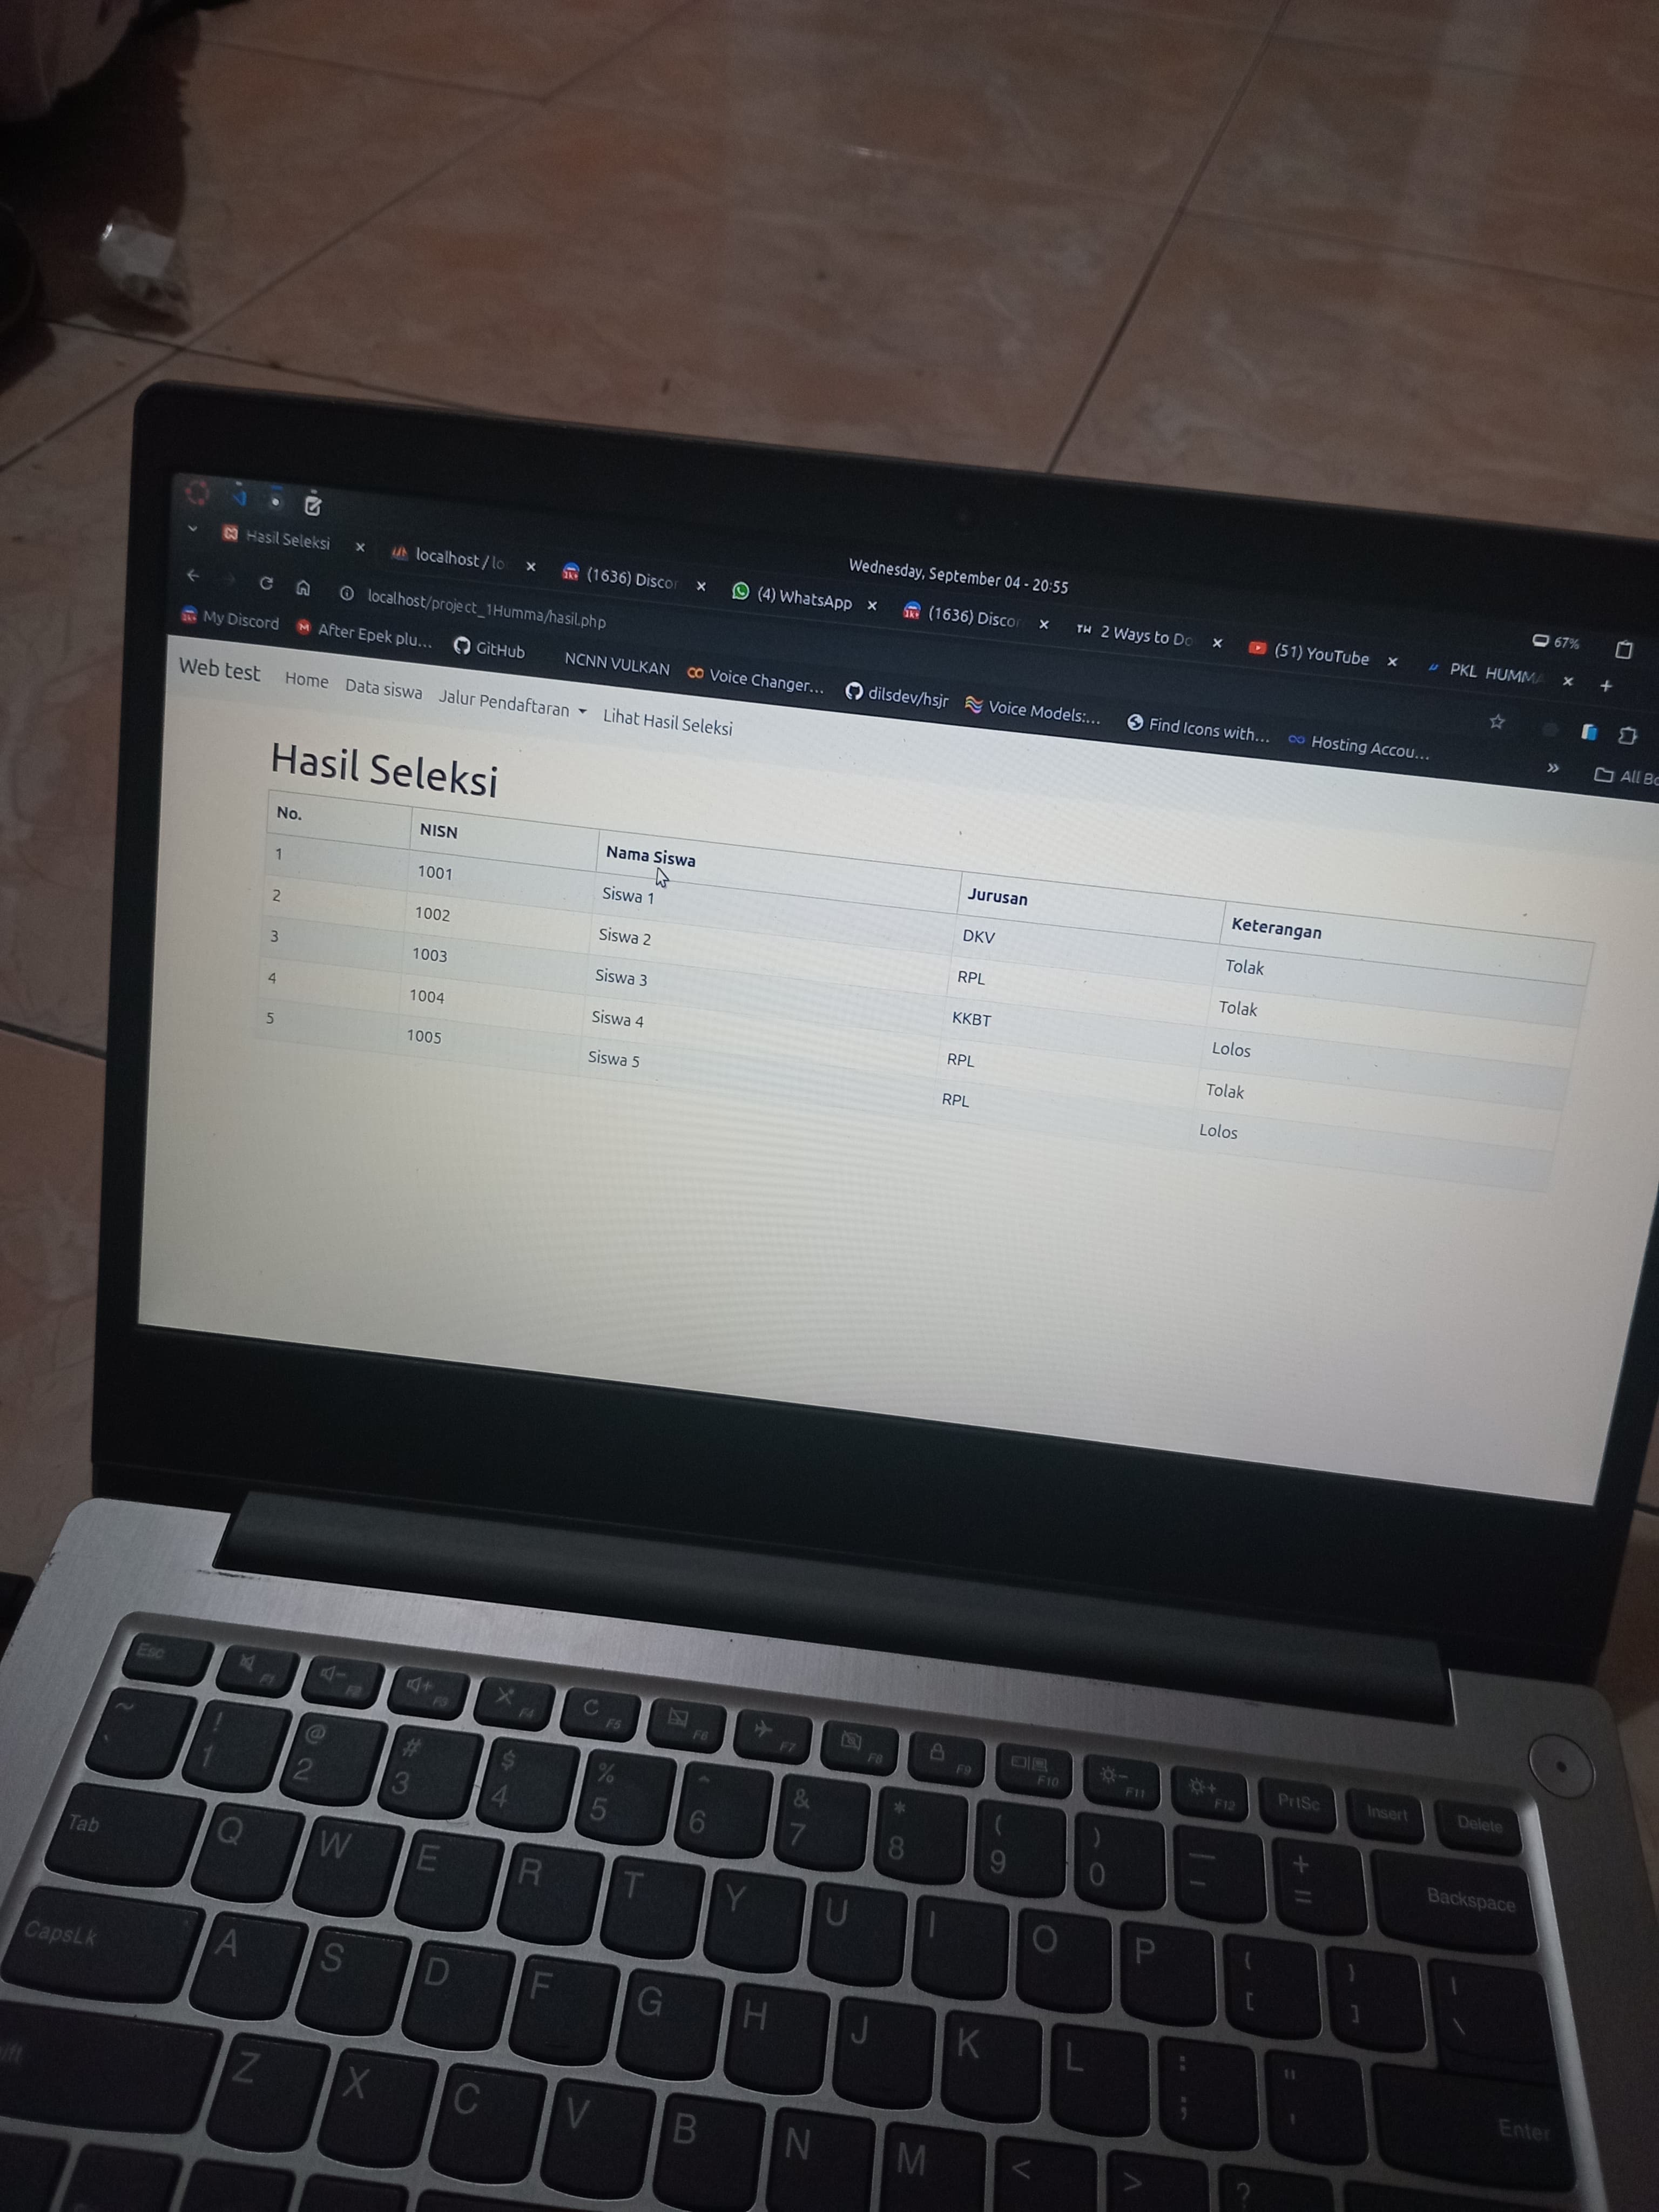 Wednesday, September 04 - 20:55
67%
Hasil Seleksi
localhost / lo
(1636) Discor
(4) WhatsApp
(1636) Discor
2 Ways to Do
(51) YouTube
PKL HUMMA
localhost/project_1Humma/hasil.php
My Discord
After Epek plu...
GitHub
NCNN VULKAN
Voice Changer...
dilsdev/hsjr
Voice Models:...
Find Icons with...
Hosting Accou...
All Bo
Web test Home Data siswa Jalur Pendaftaran Lihat Hasil Seleksi
Hasil Seleksi
No. NISN Nama Siswa Jurusan Keterangan
1 1001 Siswa 1 DKV Tolak
2 1002 Siswa 2 RPL Tolak
3 1003 Siswa 3 KKBT Lolos
4 1004 Siswa 4 RPL Tolak
5 1005 Siswa 5 RPL Lolos
Esc F1 F2 F3 F4 F5 F6 F7 F8 F9 F10 F11 F12 PrtSc Insert Delete
~ ! @ # $ % ^ & * ( ) — +
` 1 2 3 4 5 6 7 8 9 0 - = Backspace
Tab Q W E R T Y U I O P { [ } ] | \
CapsLk A S D F G H J K L : ; " ' Enter
Z X C V B N M < > ?